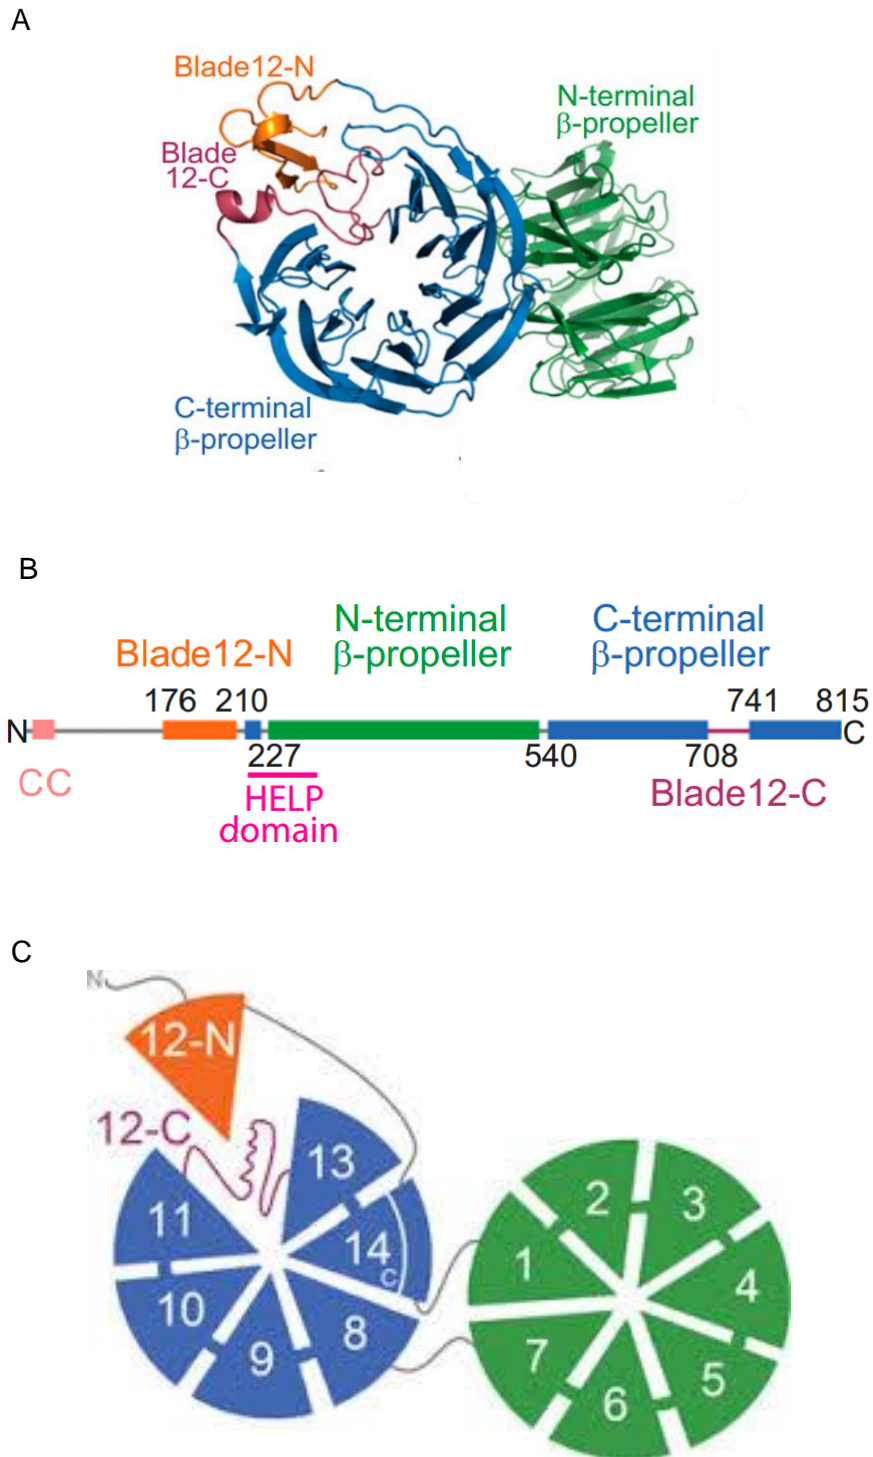 A
Blade12-N
N-terminal
β-propeller
Blade
12-C
C-terminal
β-propeller
B
N-terminal
β-propeller
C-terminal
β-propeller
Blade12-N
176 210
741 815
N
C
227
540
708
CC
HELP
domain
Blade12-C
C
N
12-N
12-C
13
11
14
C
10
8
9
2
3
1
4
7
5
6